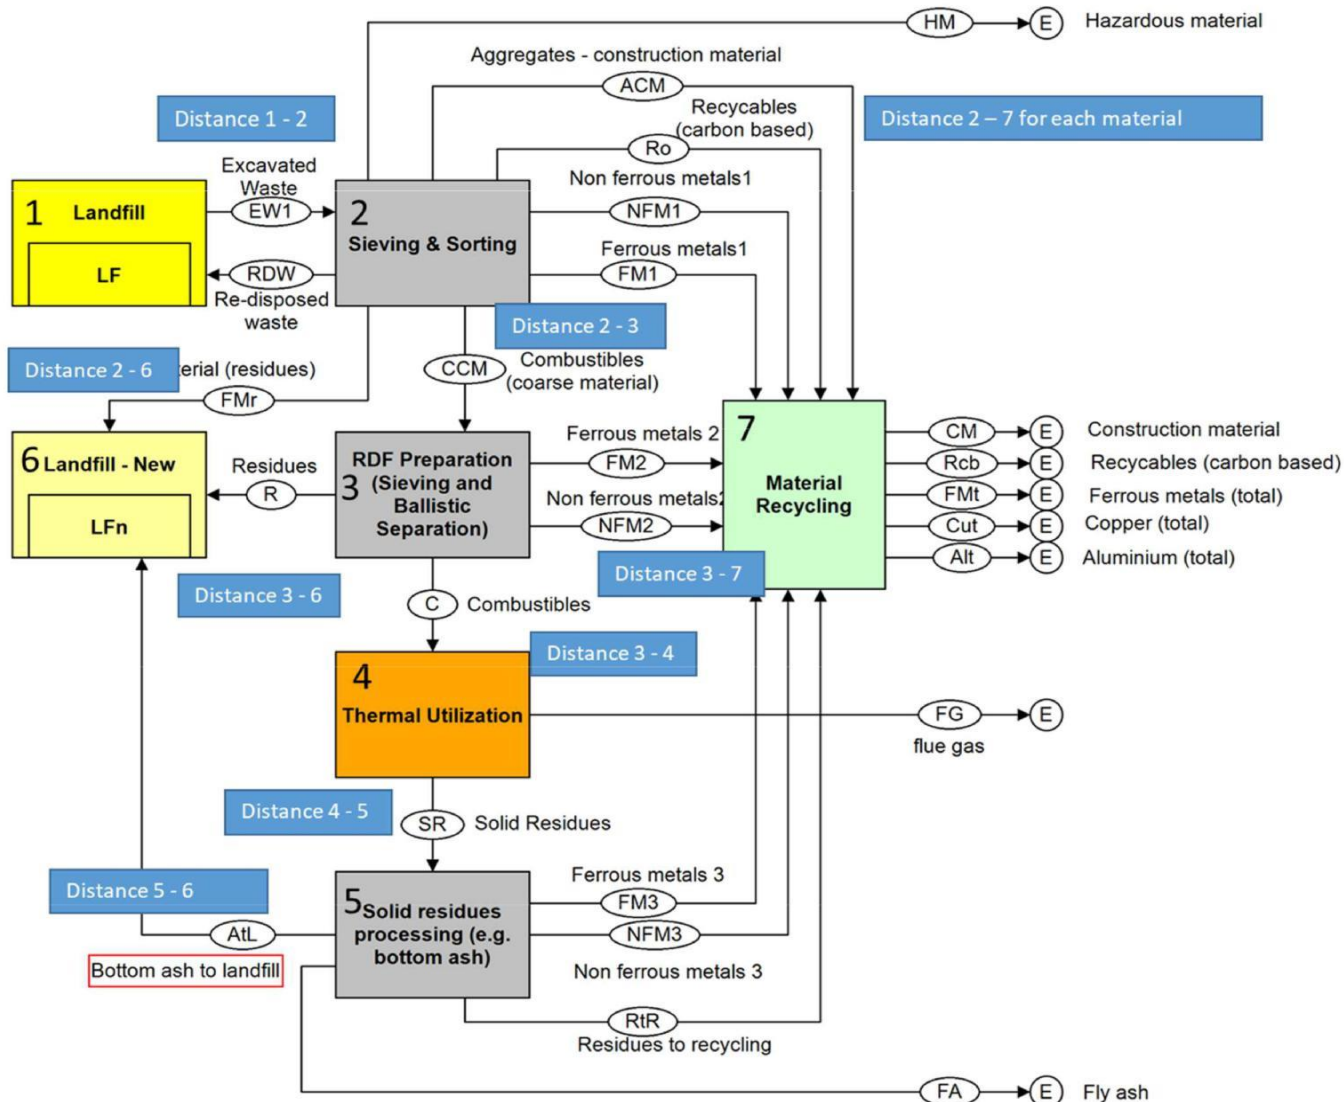 HM
E
Hazardous material
Aggregates - construction material
ACM
Distance 1 - 2
Recycables
(carbon based)
Distance 2 – 7 for each material
Ro
Excavated
Waste
Non ferrous metals1
EW1
NFM1
1
Landfill
2
Sieving & Sorting
Ferrous metals1
LF
RDW
FM1
Re-disposed
waste
Distance 2 - 3
Distance 2 - 6
erial (residues)
CCM
Combustibles
(coarse material)
FMr
6
Landfill - New
LFn
Residues
R
3
RDF Preparation
(Sieving and
Ballistic
Separation)
Ferrous metals 2
FM2
Non ferrous metals2
NFM2
7
Material
Recycling
CM
E
Construction material
Rcb
E
Recycables (carbon based)
FMt
E
Ferrous metals (total)
Cut
E
Copper (total)
Alt
E
Aluminium (total)
Distance 3 - 7
Distance 3 - 6
C
Combustibles
Distance 3 - 4
4
Thermal Utilization
FG
E
flue gas
Distance 4 - 5
SR
Solid Residues
Distance 5 - 6
Ferrous metals 3
5
Solid residues
processing (e.g.
bottom ash)
FM3
AtL
NFM3
Bottom ash to landfill
Non ferrous metals 3
RtR
Residues to recycling
FA
E
Fly ash